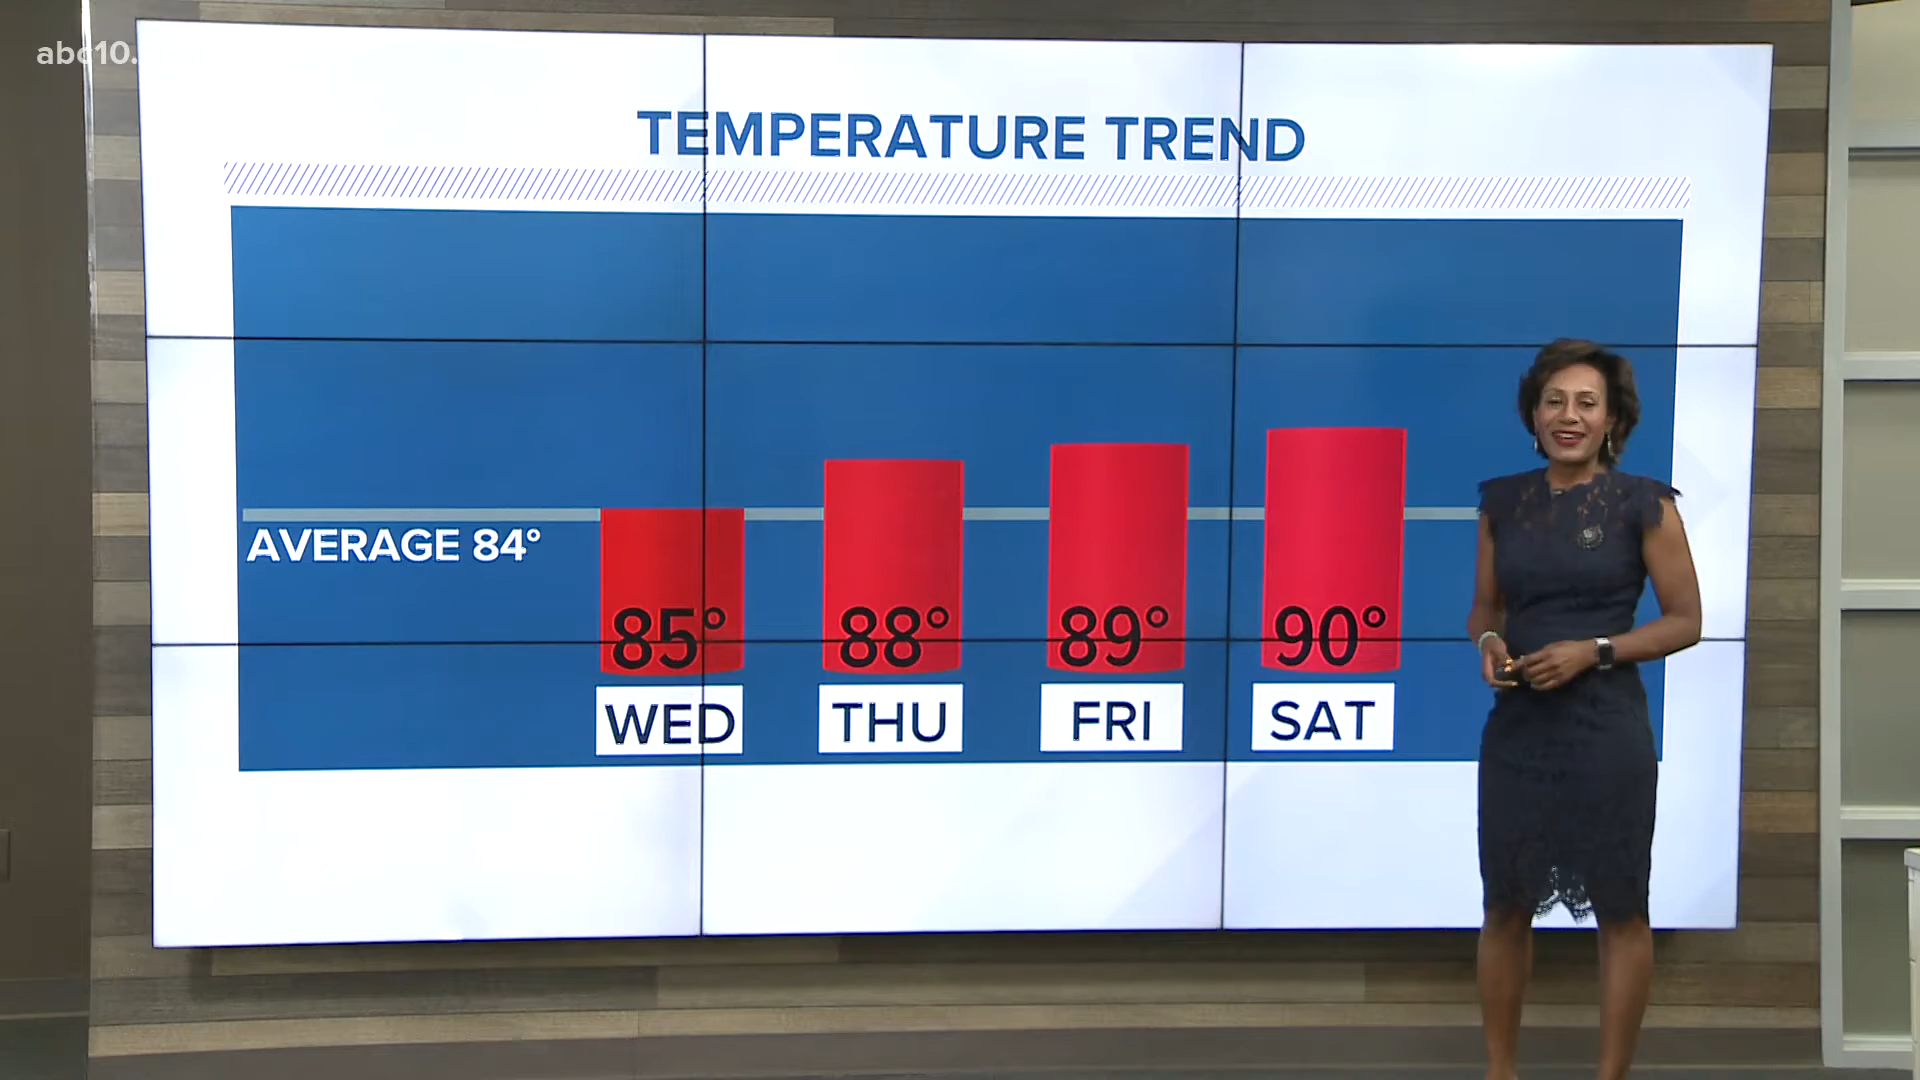 abc10.
TEMPERATURE TREND
AVERAGE 84°
85° 88° 89° 90°
WED THU FRI SAT